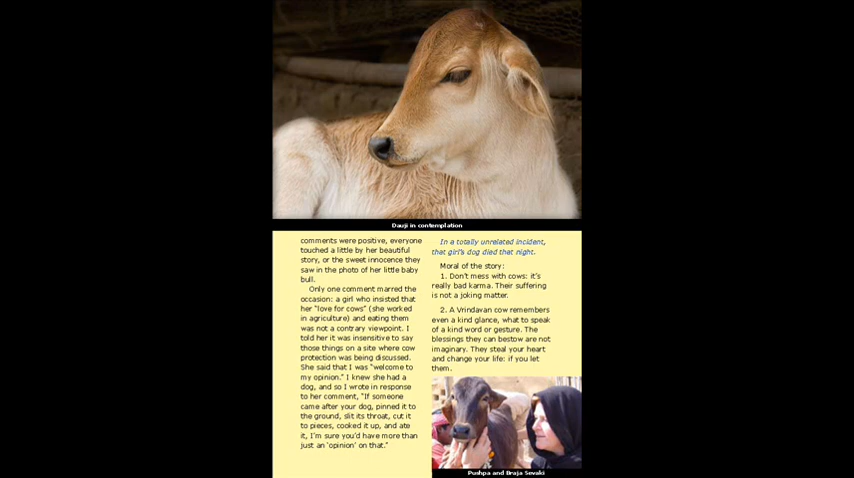 Dauji in contemplation
comments were positive, everyone
touched a little by her beautiful
story, or the sweet innocence they
saw in the photo of her little baby
bull.
Only one comment marred the
occasion: a girl who insisted that
her “love for cows” (she worked
in agriculture) and eating them
was not a contrary viewpoint. I
told her it was insensitive to say
those things on a site where cow
protection was being discussed.
She said that I was “welcome to
my opinion.” I knew she had a
dog, and so I wrote in response
to her comment, “If someone
came after your dog, pinned it to
the ground, slit its throat, cut it
to pieces, cooked it up, and ate
it, I’m sure you’d have more than
just an ‘opinion’ on that.”
In a totally unrelated incident,
that girl’s dog died that night.
Moral of the story:
1. Don’t mess with cows: it’s
really bad karma. Their suffering
is not a joking matter.
2. A Vrindavan cow remembers
even a kind glance, what to speak
of a kind word or gesture. The
blessings they can bestow are not
imaginary. They steal your heart
and change your life: if you let
them.
Pushpa and Braja Sevaki